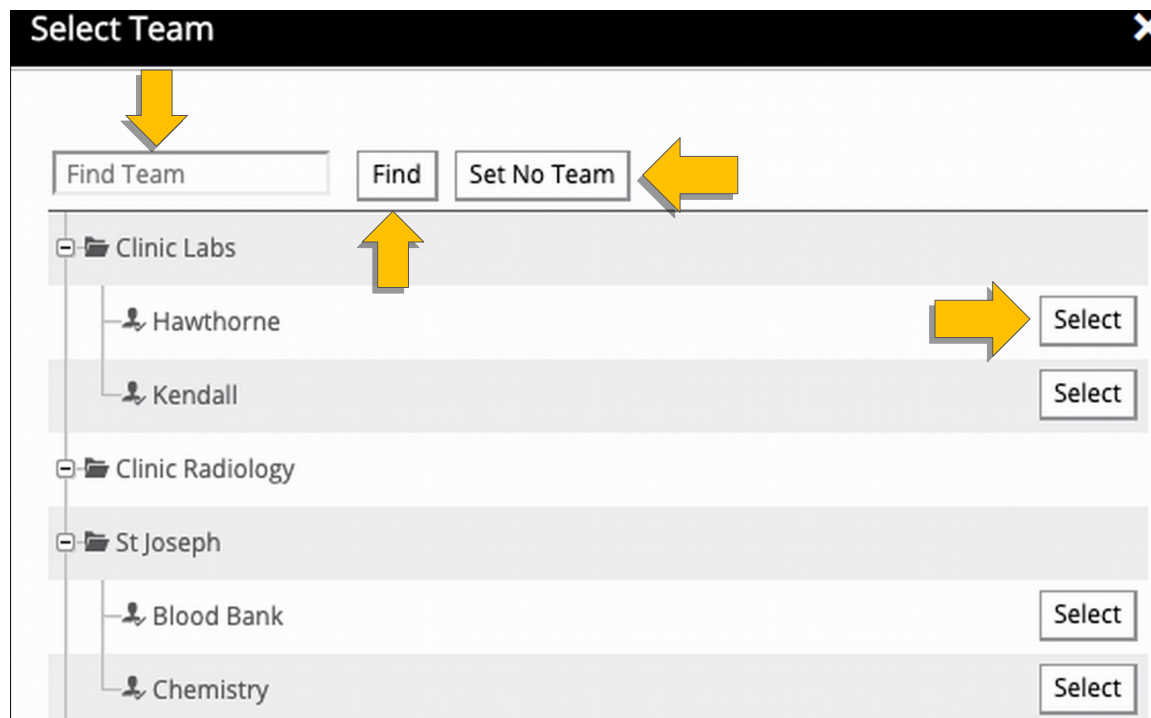 Select Team
Find Team Find Set No Team
Clinic Labs
Hawthorne Select
Kendall Select
Clinic Radiology
St Joseph
Blood Bank Select
Chemistry Select